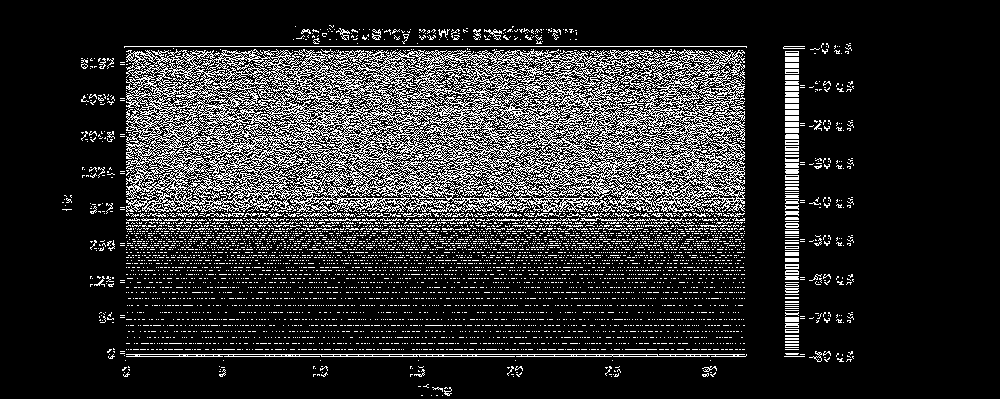 Log-frequency power spectrogram
8192
4096
2048
1024
512
256
128
64
0
Hz
0
5
10
15
20
25
30
Time
+0 dB
-10 dB
-20 dB
-30 dB
-40 dB
-50 dB
-60 dB
-70 dB
-80 dB